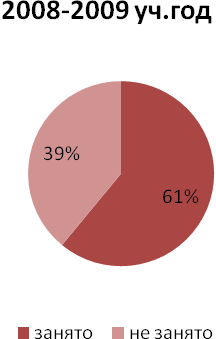 2008-2009 уч.год
39%
61%
занято не занято